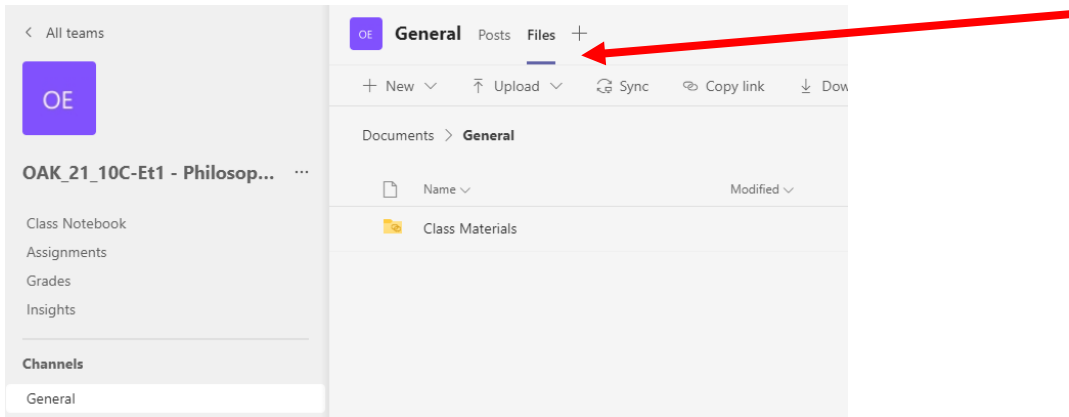 All teams
OE
OAK_21_10C-Et1 - Philosop... ...
Class Notebook
Assignments
Grades
Insights
Channels
General
OE General Posts Files
New Upload Sync Copy link Dow
Documents > General
Name Modified
Class Materials